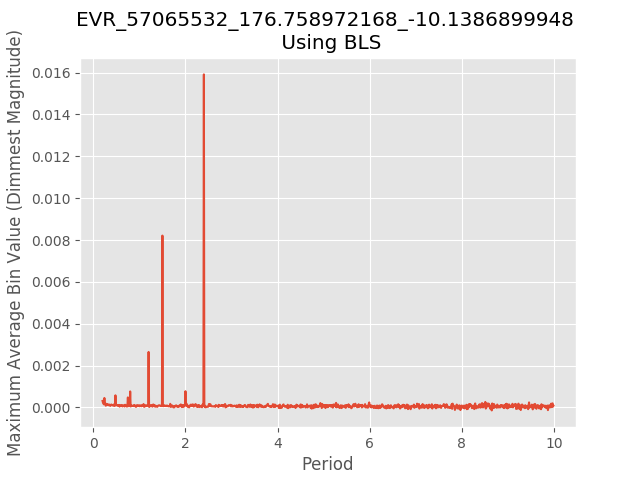 EVR_57065532_176.758972168_-10.1386899948
Using BLS
Maximum Average Bin Value (Dimmest Magnitude)
0.016
0.014
0.012
0.010
0.008
0.006
0.004
0.002
0.000
0 2 4 6 8 10
Period